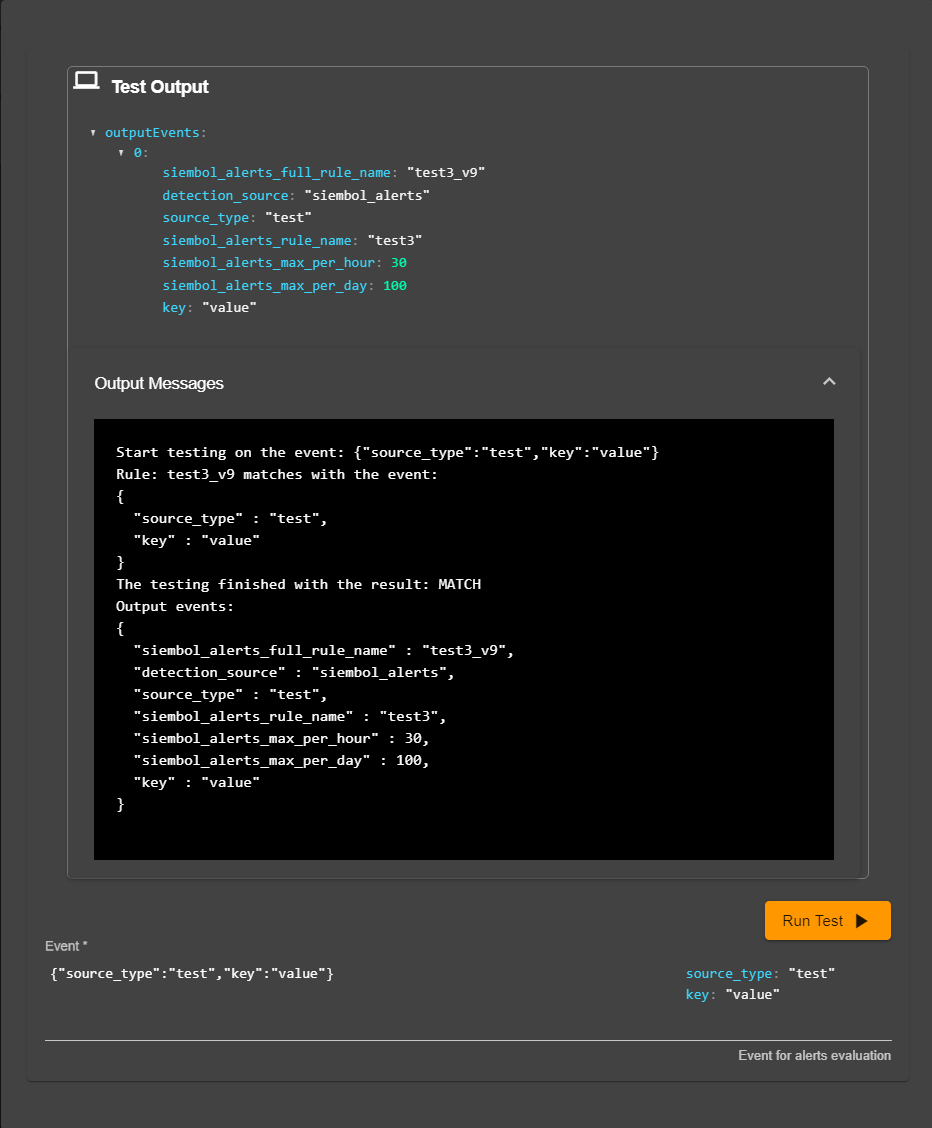 Test Output
outputEvents:
0:
siembol_alerts_full_rule_name: "test3_v9"
detection_source: "siembol_alerts"
source_type: "test"
siembol_alerts_rule_name: "test3"
siembol_alerts_max_per_hour: 30
siembol_alerts_max_per_day: 100
key: "value"
Output Messages
Start testing on the event: {"source_type":"test","key":"value"}
Rule: test3_v9 matches with the event:
{
  "source_type" : "test",
  "key" : "value"
}
The testing finished with the result: MATCH
Output events:
{
  "siembol_alerts_full_rule_name" : "test3_v9",
  "detection_source" : "siembol_alerts",
  "source_type" : "test",
  "siembol_alerts_rule_name" : "test3",
  "siembol_alerts_max_per_hour" : 30,
  "siembol_alerts_max_per_day" : 100,
  "key" : "value"
}
Run Test
Event *
{"source_type":"test","key":"value"}
source_type: "test"
key: "value"
Event for alerts evaluation